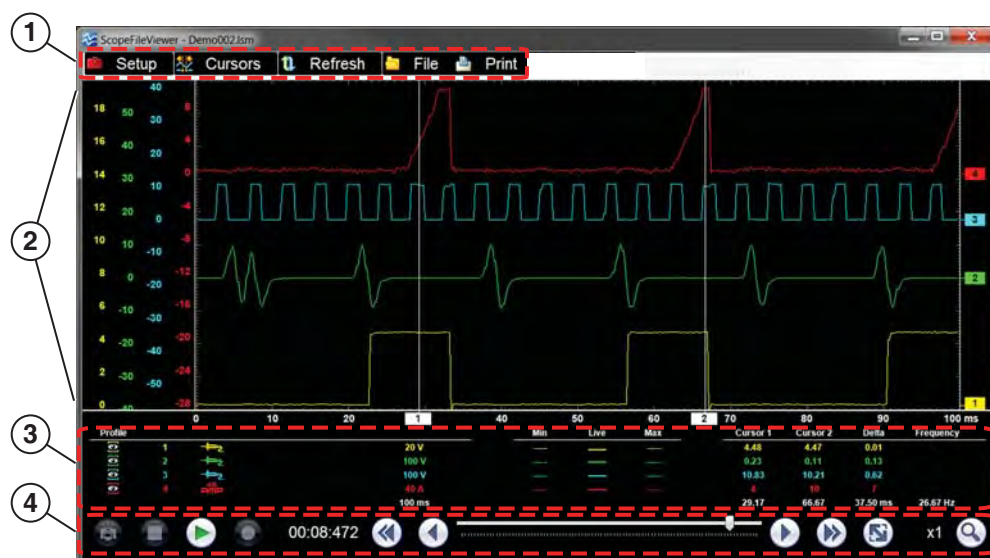 1
ScopeFileViewer - Demo002.lsm
Setup Cursors Refresh File Print
2
40
18 50 8
30
16 40 4
20
14 30 0 4
10
12 20 -4
0 3
10 10 -8
-10
8 0 -12 2
-20
6 -10 -16
-30
4 -20 -20
-40
2 -30 -24
-50
0 -40 -28 1
0 10 20 1 40 50 60 2 70 80 90 100 ms
3
Profile Min Live Max Cursor 1 Cursor 2 Delta Frequency
1 20 V 4.48 4.47 0.01
2 100 V 0.23 0.11 0.13
3 100 V 10.83 10.21 0.62
4 40 A 4 10 7
100 ms 29.17 66.67 37.50 ms 26.67 Hz
4
00:08:472 x1